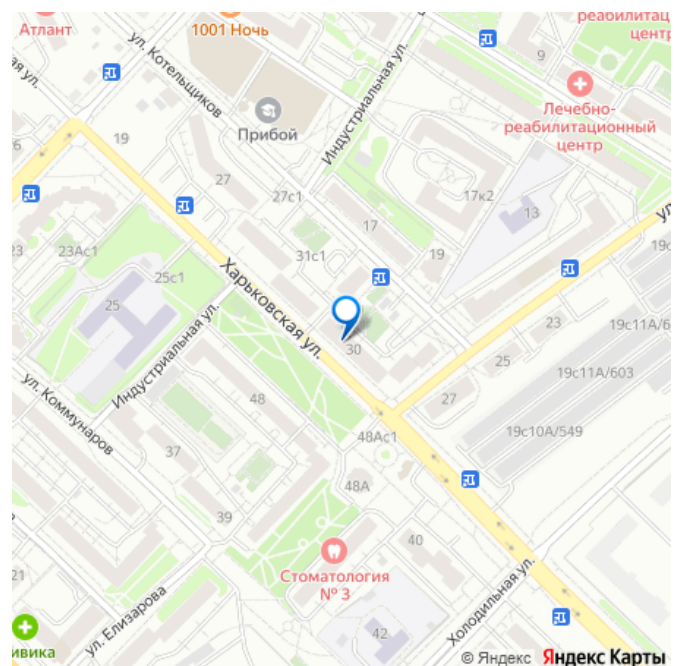 Атлант
1001 Ночь
реабилитац
центр
ул. Котельщиков
9
ая ул.
Прибой
Индустриальная ул.
Лечебно-
реабилитационный
центр
19
27
27с1
17к2
13
17
23
23Ас1
25с1
31с1
19
ул
19с
25
Харьковская ул.
Индустриальная ул.
30
23
19с11А/6
25
19с11А/603
27
ул. Коммунаров
48
48Ас1
19с10А/549
37
48А
39
40
Стоматология
№ 3
21
ул. Елизарова
42
Холодильная ул.
ивика
© Яндекс Яндекс Карты